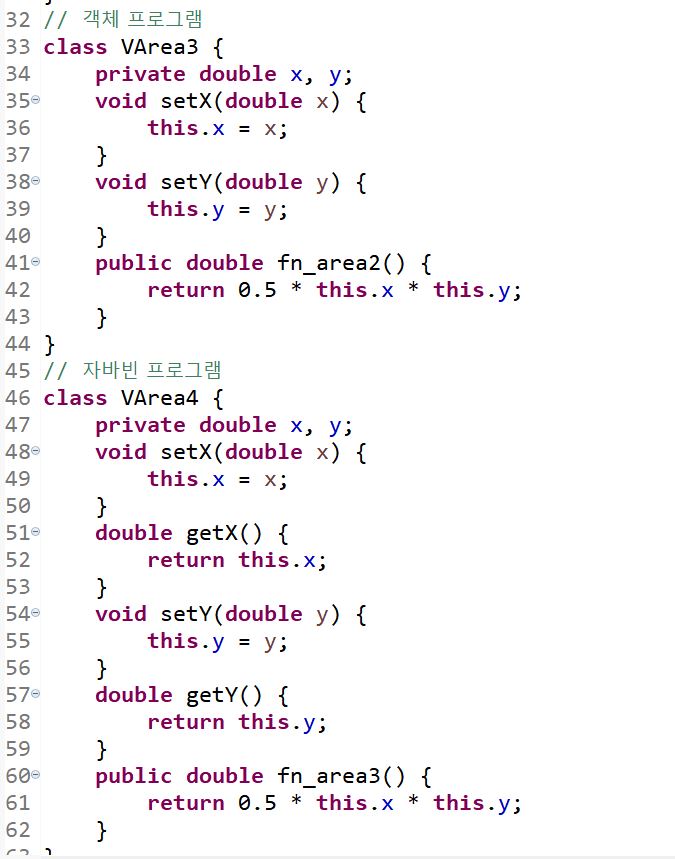 32 // 객체 프로그램
33 class VArea3 {
34     private double x, y;
35     void setX(double x) {
36         this.x = x;
37     }
38     void setY(double y) {
39         this.y = y;
40     }
41     public double fn_area2() {
42         return 0.5 * this.x * this.y;
43     }
44 }
45 // 자바빈 프로그램
46 class VArea4 {
47     private double x, y;
48     void setX(double x) {
49         this.x = x;
50     }
51     double getX() {
52         return this.x;
53     }
54     void setY(double y) {
55         this.y = y;
56     }
57     double getY() {
58         return this.y;
59     }
60     public double fn_area3() {
61         return 0.5 * this.x * this.y;
62     }